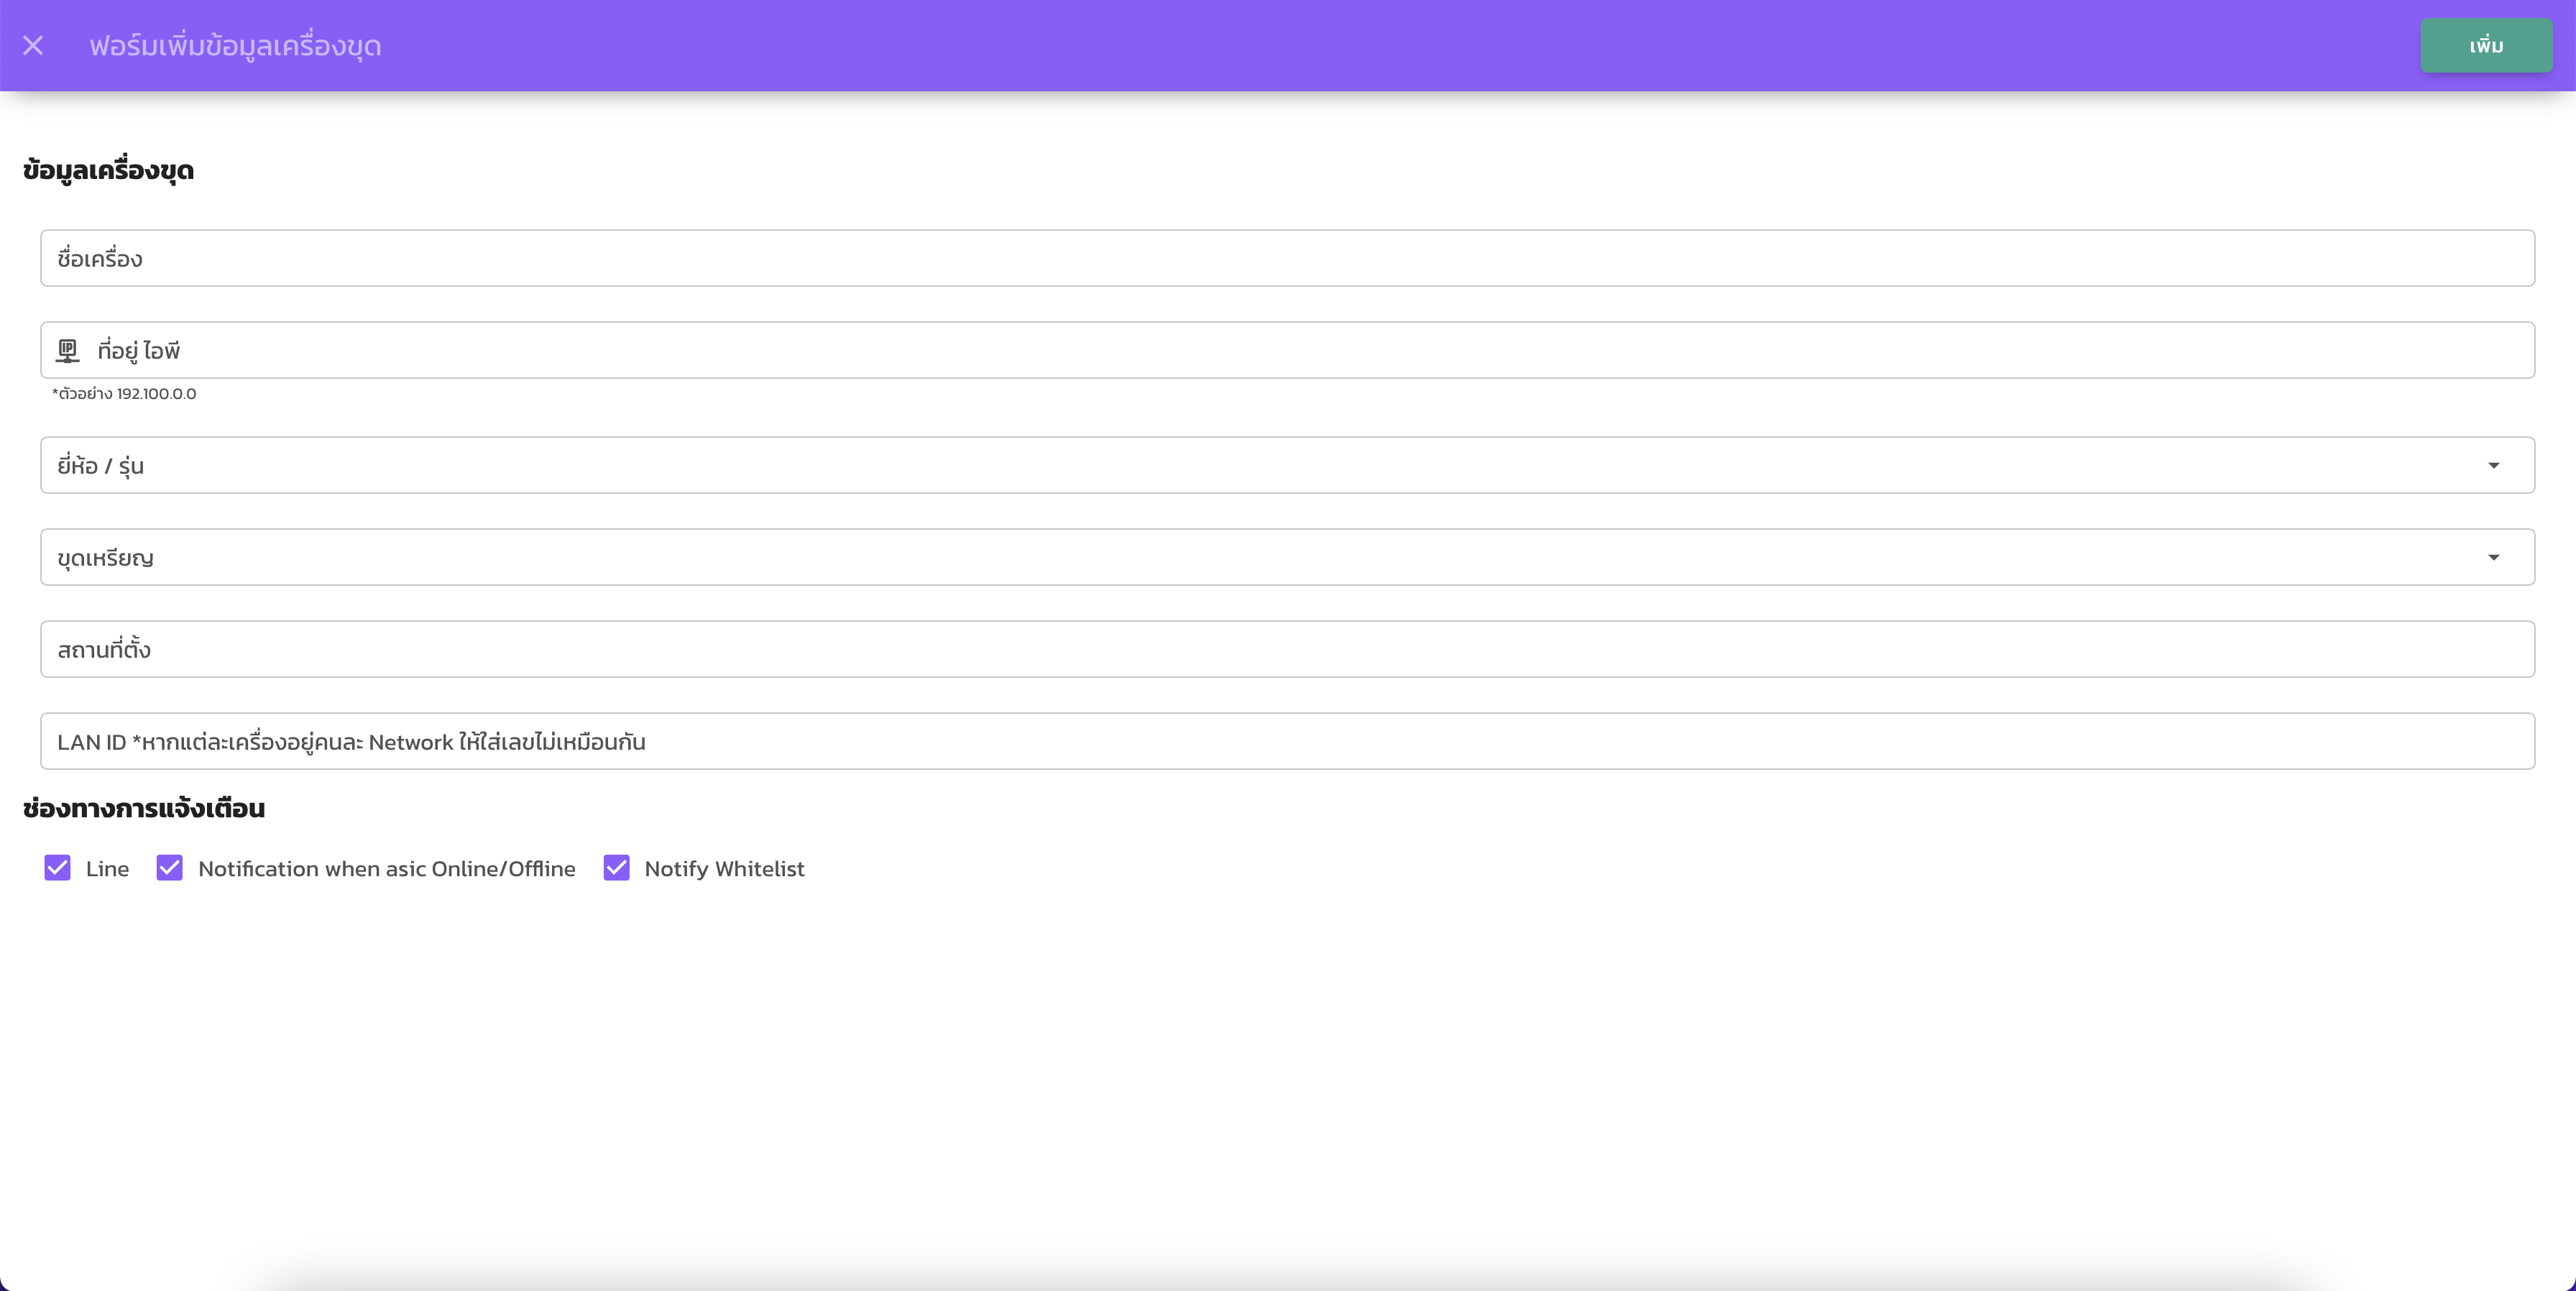 ฟอร์มเพิ่มข้อมูลเครื่องขุด
เพิ่ม
ข้อมูลเครื่องขุด
ชื่อเครื่อง
IP ที่อยู่ ไอพี
*ตัวอย่าง 192.100.0.0
ยี่ห้อ / รุ่น
ขุดเหรียญ
สถานที่ตั้ง
LAN ID *หากแต่ละเครื่องอยู่คนละ Network ให้ใส่เลขไม่เหมือนกัน
ช่องทางการแจ้งเตือน
Line Notification when asic Online/Offline Notify Whitelist